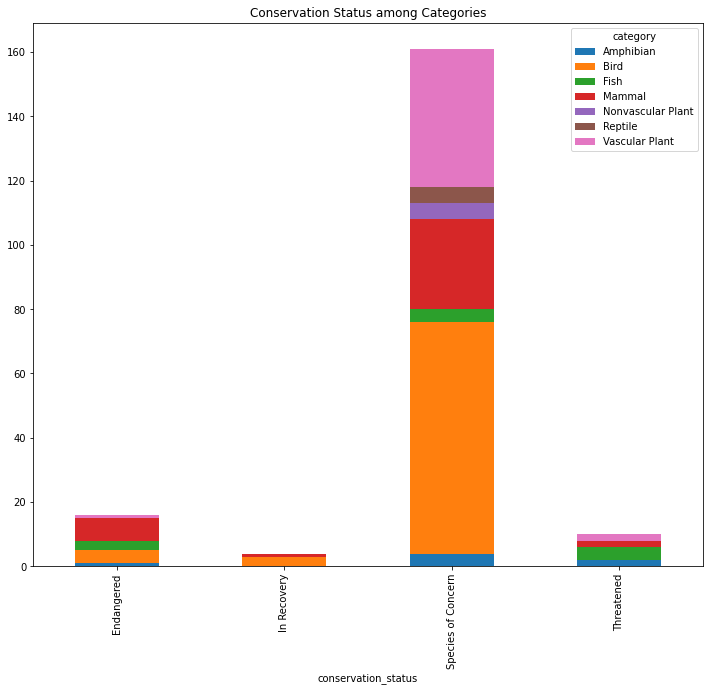 Conservation Status among Categories
category
Amphibian
Bird
Fish
Mammal
Nonvascular Plant
Reptile
Vascular Plant
160
140
120
100
80
60
40
20
0
Endangered
In Recovery
Species of Concern
Threatened
conservation_status